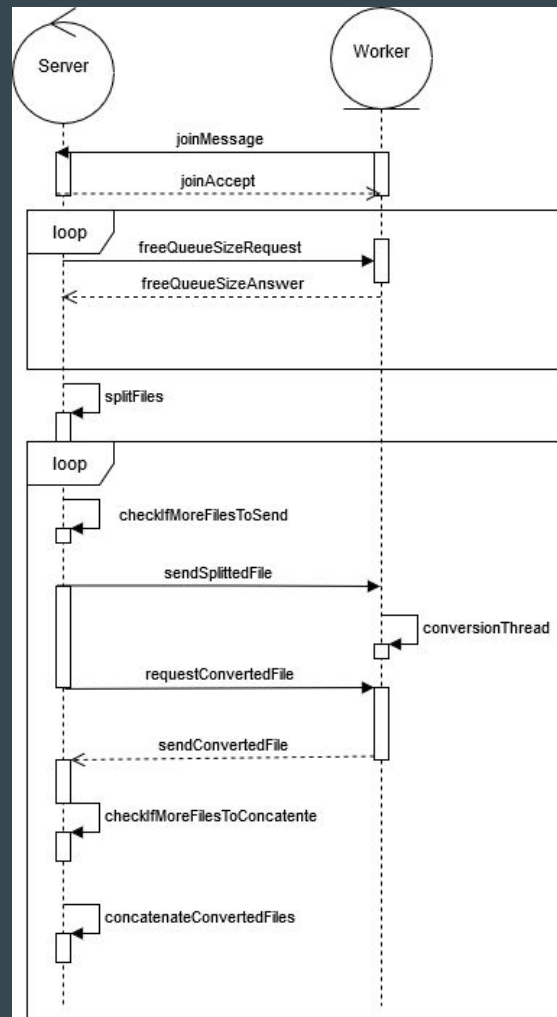 Server
Worker
joinMessage
joinAccept
loop
freeQueueSizeRequest
freeQueueSizeAnswer
splitFiles
loop
checkIfMoreFilesToSend
sendSplittedFile
conversionThread
requestConvertedFile
sendConvertedFile
checkIfMoreFilesToConcatente
concatenateConvertedFiles